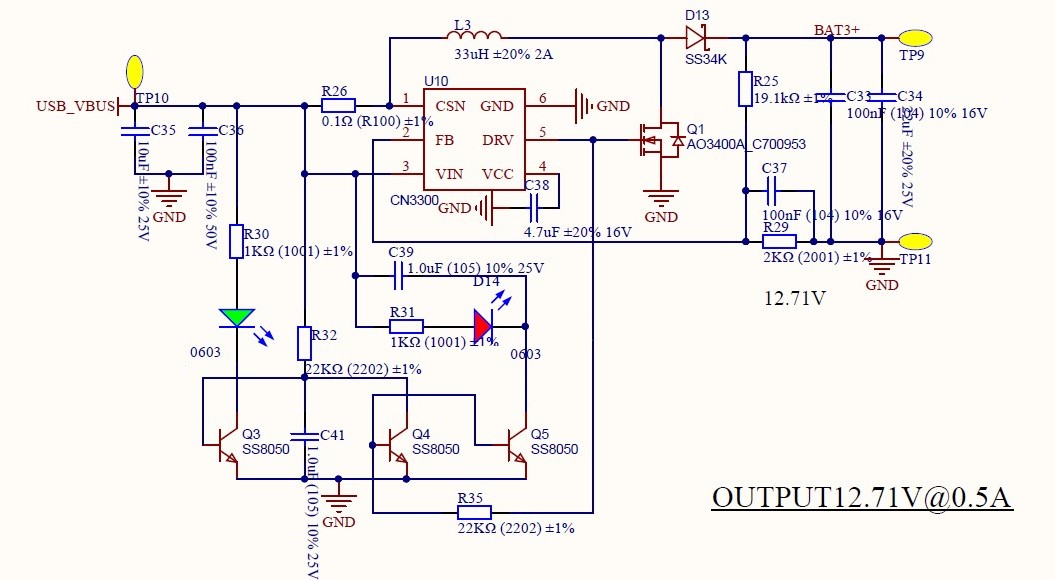 D13
L3
BAT3+
33uH ±20% 2A
SS34K
TP9
U10
R26
R25
USB_VBUS
TP10
1
CSN
GND
6
GND
19.1kΩ ±1%
C33
C34
0.1Ω (R100) ±1%
100nF (104) 10% 16V
C35
C36
2
FB
DRV
5
Q1
AO3400A_C700953
10uF ±10% 25V
100nF ±10% 50V
3
VIN
VCC
4
C37
C38
CN3300
GND
GND
GND
100nF (104) 10% 16V
4.7uF ±20% 16V
R29
R30
1KΩ (1001) ±1%
C39
2KΩ (2001) ±1%
TP11
1.0uF (105) 10% 25V
D14
GND
12.71V
R31
R32
1KΩ (1001) ±1%
0603
0603
22KΩ (2202) ±1%
Q3
SS8050
C41
Q4
SS8050
Q5
SS8050
1.0uF (105) 10% 25V
R35
OUTPUT12.71V@0.5A
GND
22KΩ (2202) ±1%